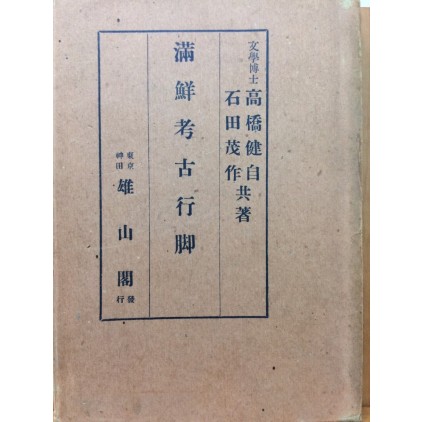 文學博士 高橋健自
石田茂作 共著
滿鮮考古行脚
東京
神田
雄山閣
發行